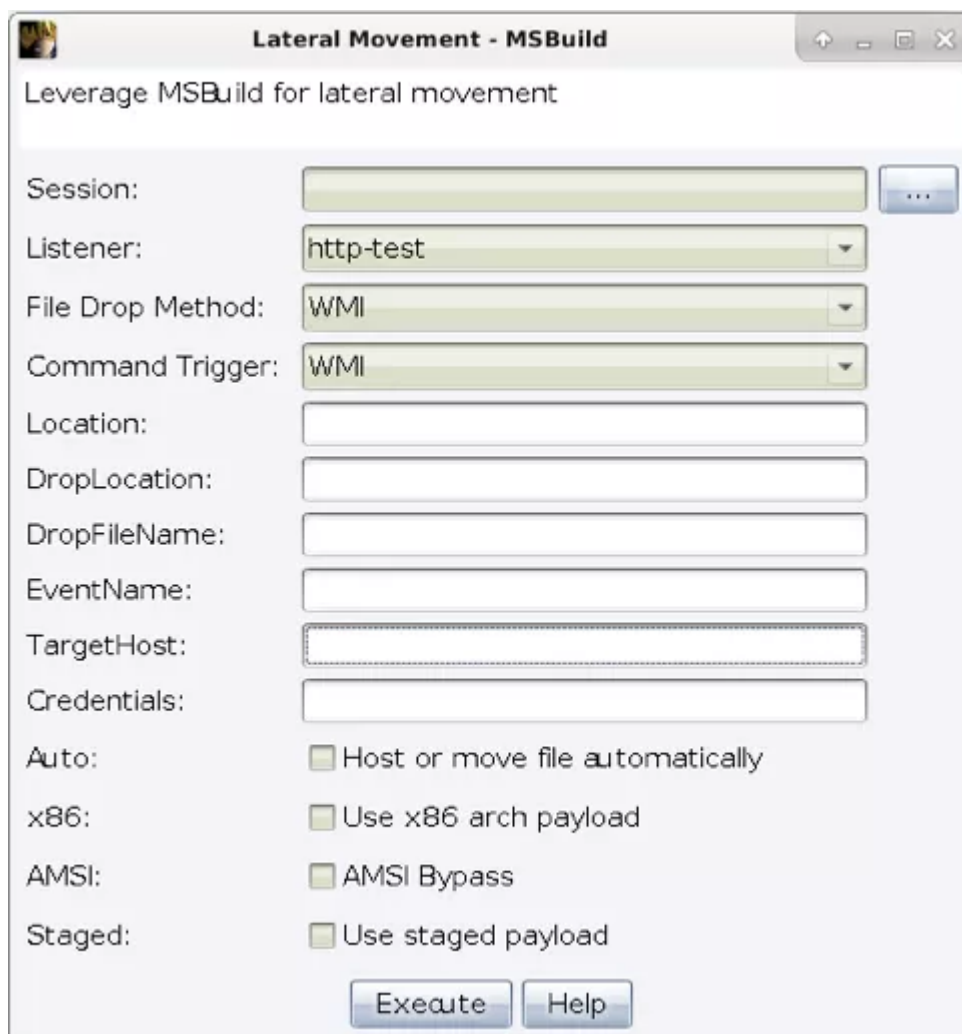 Lateral Movement - MSBuild
Leverage MSBuild for lateral movement
Session: ...
Listener: http-test
File Drop Method: WMI
Command Trigger: WMI
Location:
DropLocation:
DropFileName:
EventName:
TargetHost:
Credentials:
Auto: Host or move file automatically
x86: Use x86 arch payload
AMSI: AMSI Bypass
Staged: Use staged payload
Execute Help